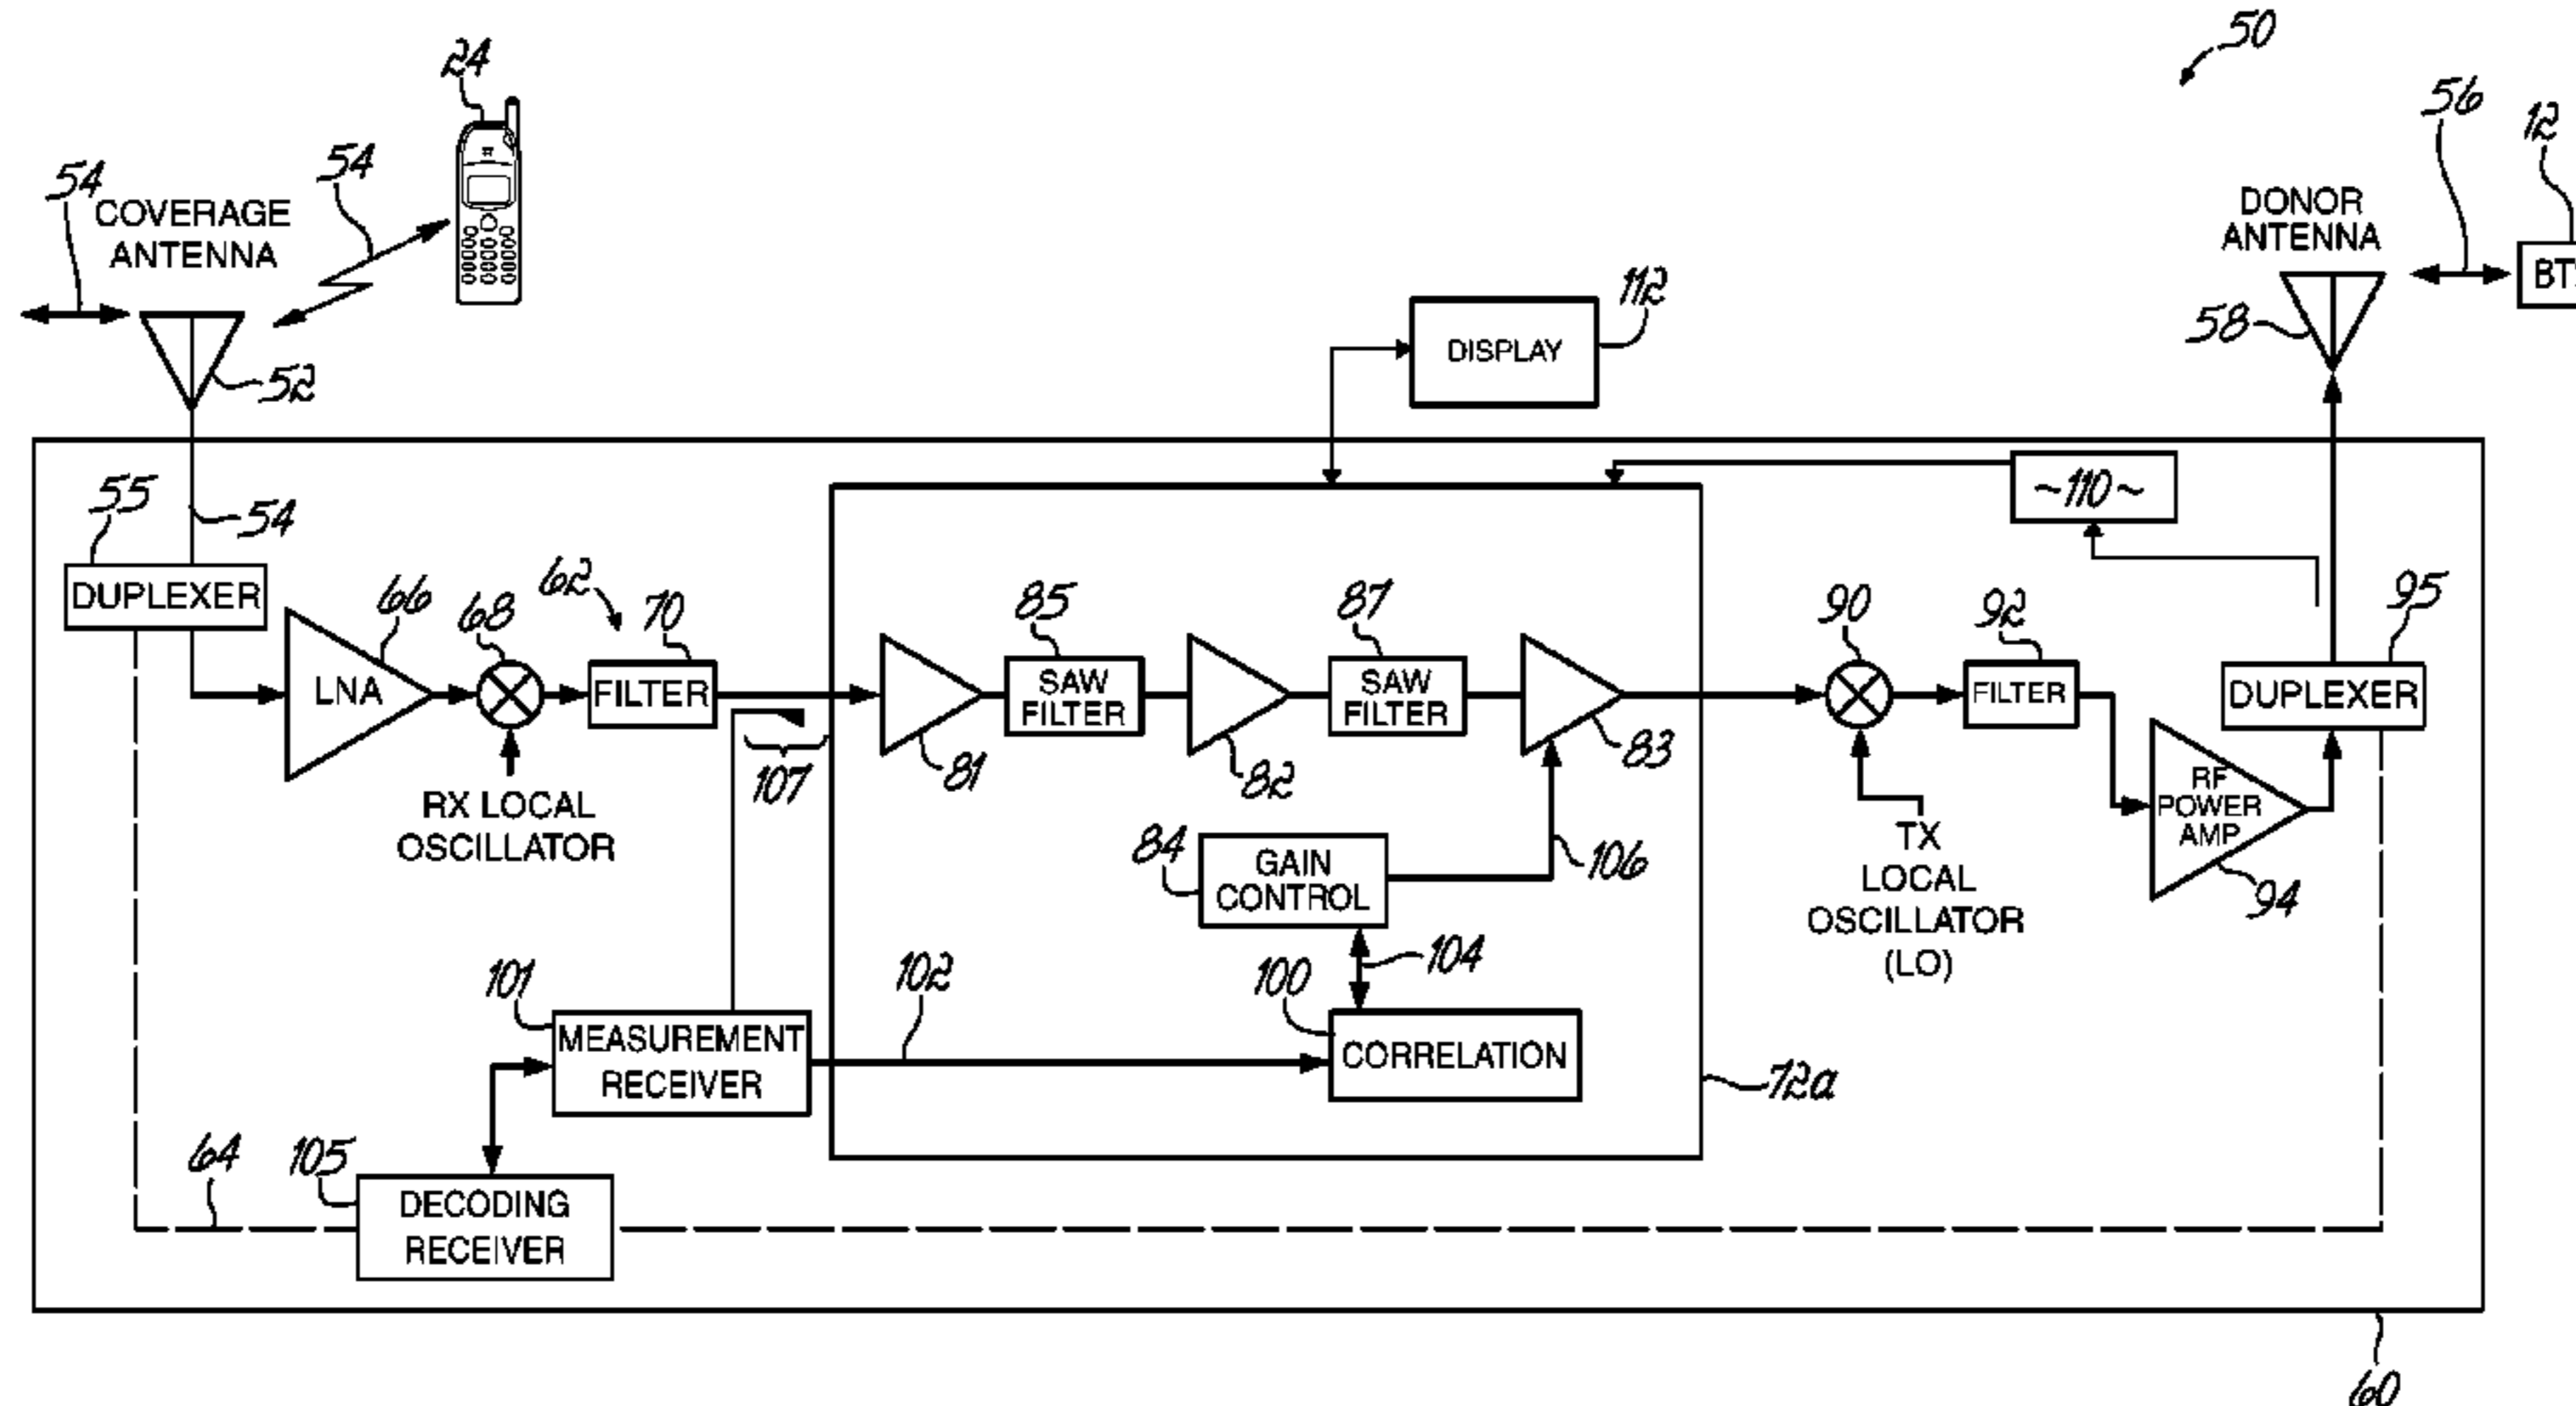 50
24
56
12
54
COVERAGE
ANTENNA
54
DONOR
ANTENNA
112
DISPLAY
58
52
~110~
55
54
DUPLEXER
62
66
68
70
85
87
90
92
95
LNA
FILTER
SAW
FILTER
SAW
FILTER
FILTER
DUPLEXER
81
82
83
107
RX LOCAL
OSCILLATOR
RF
POWER
AMP
84
GAIN
CONTROL
106
TX
LOCAL
OSCILLATOR
(LO)
94
101
102
100
104
MEASUREMENT
RECEIVER
CORRELATION
72a
64
105
DECODING
RECEIVER
60